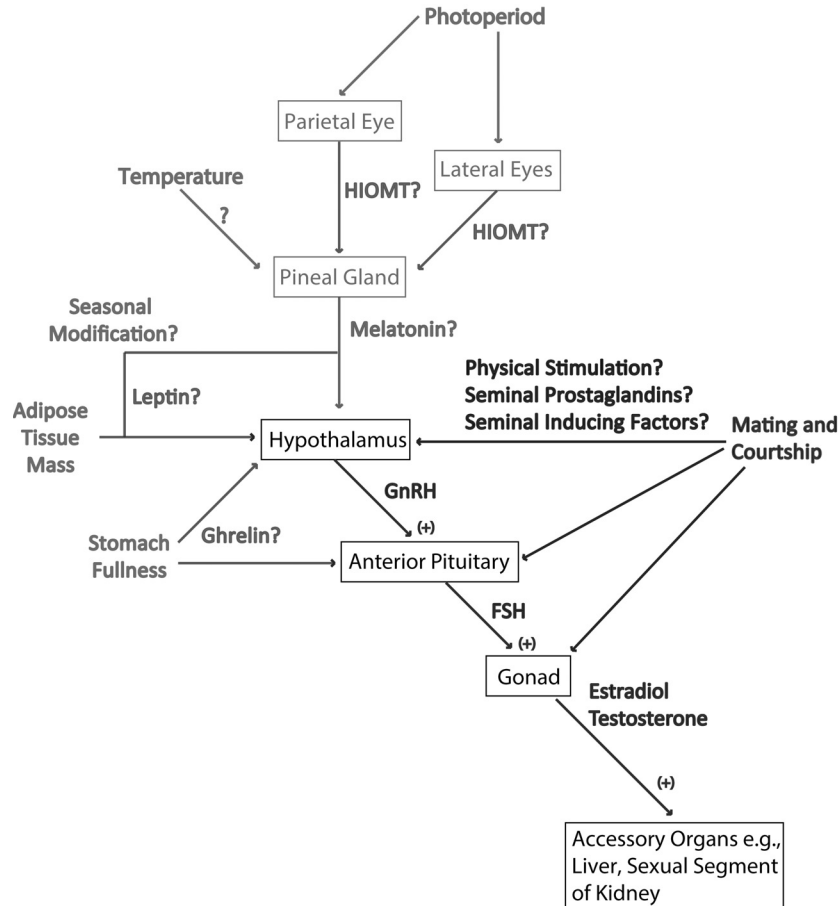 Photoperiod
Parietal Eye
Lateral Eyes
HIOMT?
Temperature
?
HIOMT?
Pineal Gland
Seasonal
Modification?
Melatonin?
Physical Stimulation?
Seminal Prostaglandins?
Seminal Inducing Factors?
Leptin?
Adipose
Tissue
Mass
Hypothalamus
Mating and
Courtship
GnRH
(+)
Ghrelin?
Stomach
Fullness
Anterior Pituitary
FSH
(+)
Gonad
Estradiol
Testosterone
(+)
Accessory Organs e.g.,
Liver, Sexual Segment
of Kidney